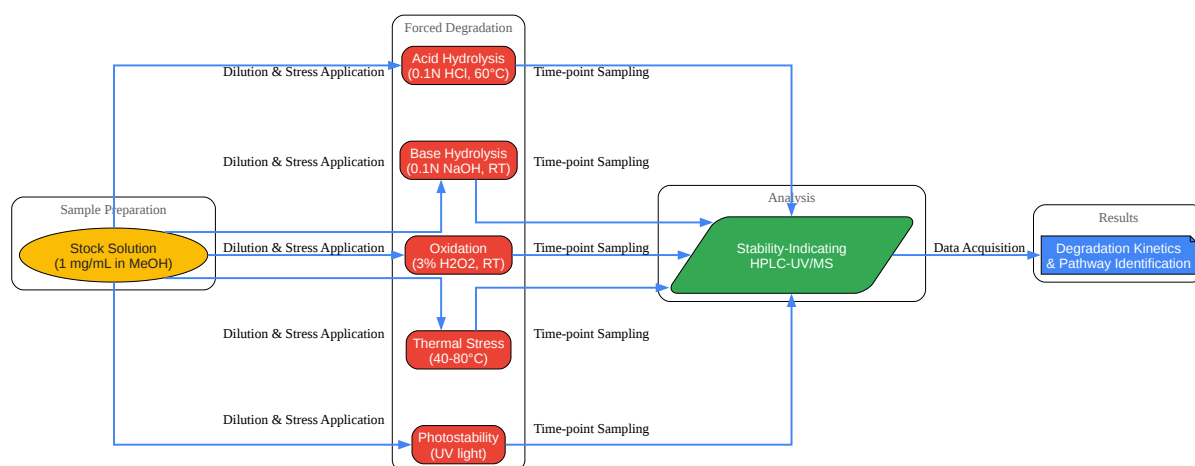 Forced Degradation
Acid Hydrolysis
(0.1N HCl, 60°C)
Dilution & Stress Application
Time-point Sampling
Base Hydrolysis
(0.1N NaOH, RT)
Dilution & Stress Application
Time-point Sampling
Sample Preparation
Stock Solution
(1 mg/mL in MeOH)
Dilution & Stress Application
Oxidation
(3% H2O2, RT)
Time-point Sampling
Analysis
Stability-Indicating
HPLC-UV/MS
Data Acquisition
Results
Degradation Kinetics
& Pathway Identification
Dilution & Stress Application
Thermal Stress
(40-80°C)
Time-point Sampling
Dilution & Stress Application
Photostability
(UV light)
Time-point Sampling